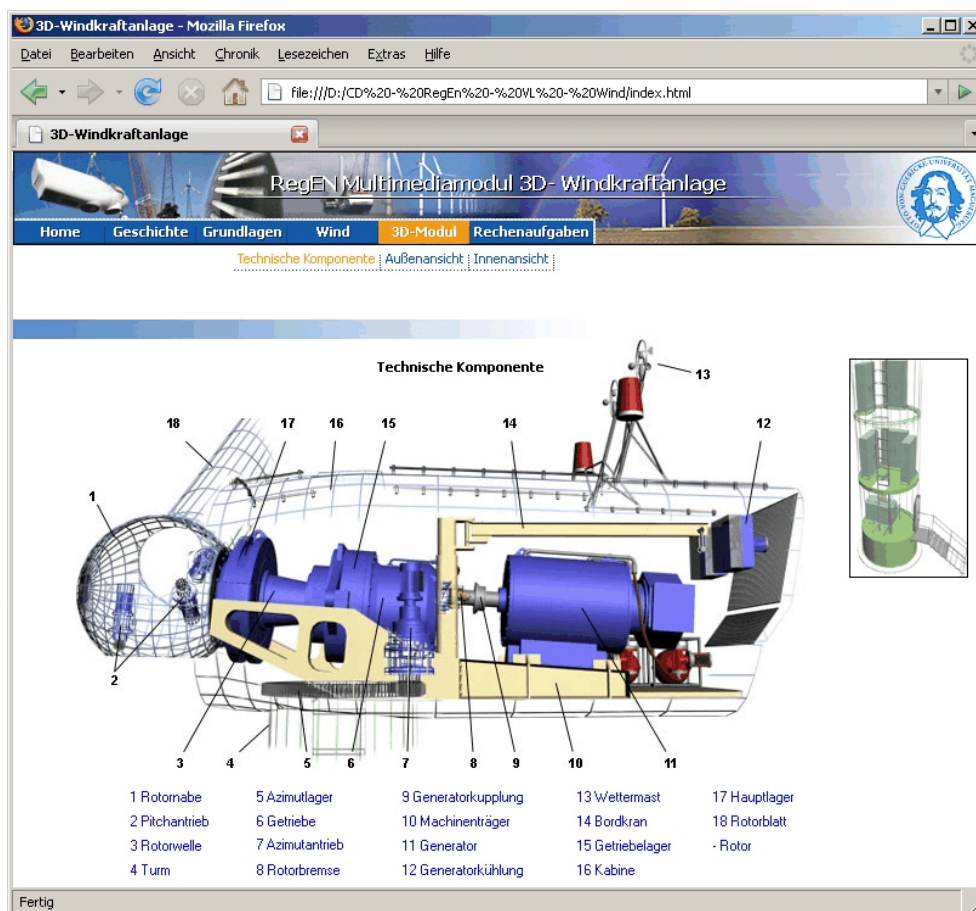 3D-Windkraftanlage - Mozilla Firefox
Datei Bearbeiten Ansicht Chronik Lesezeichen Extras Hilfe
file:///D:/CD%20-%20RegEn%20-%20VL%20-%20Wind/index.html
3D-Windkraftanlage
RegEN Multimediamodul 3D- Windkraftanlage
OTTO-VON-GUERICKE-UNIVERSITÄT MAGDEBURG
Home Geschichte Grundlagen Wind 3D-Modul Rechenaufgaben
Technische Komponente Außenansicht Innenansicht
Technische Komponente
13
18 17 16 15 14 12
1
2
3 4 5 6 7 8 9 10 11
1 Rotornabe 5 Azimutlager 9 Generatorkupplung 13 Wettermast 17 Hauptlager
2 Pitchantrieb 6 Getriebe 10 Machinenträger 14 Bordkran 18 Rotorblatt
3 Rotorwelle 7 Azimutantrieb 11 Generator 15 Getriebelager - Rotor
4 Turm 8 Rotorbremse 12 Generatorkühlung 16 Kabine
Fertig